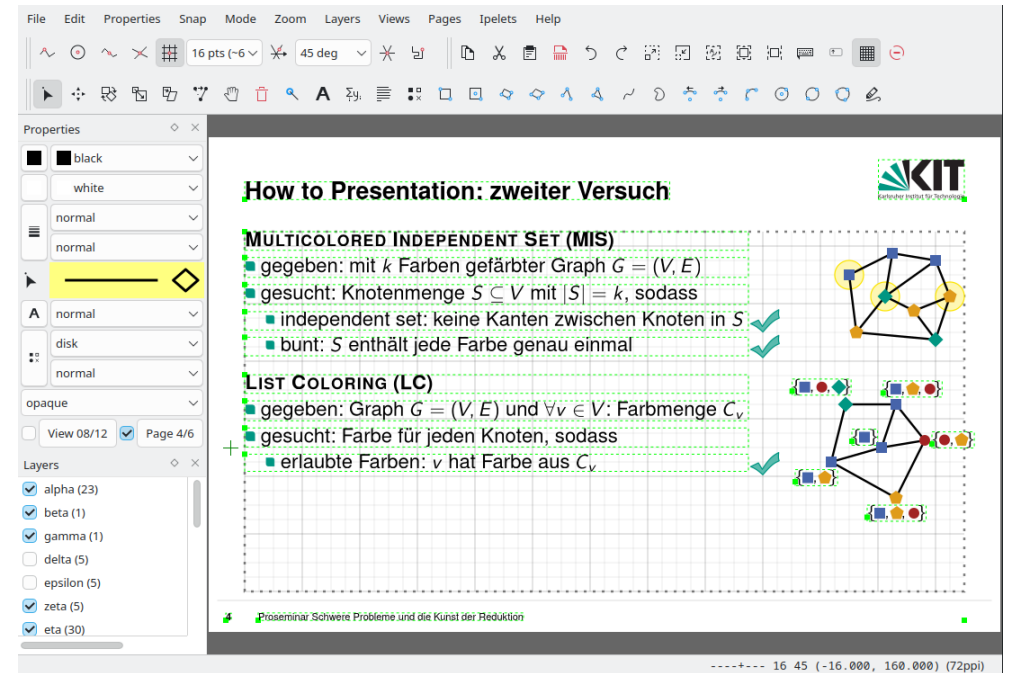 File Edit Properties Snap Mode Zoom Layers Views Pages Ipelets Help
16 pts (~6 45 deg
Properties
black
white
normal
normal
A normal
disk
normal
opaque
View 08/12 Page 4/6
Layers
alpha (23)
beta (1)
gamma (1)
delta (5)
epsilon (5)
zeta (5)
eta (30)
KIT
Karlsruher Institut für Technologie
How to Presentation: zweiter Versuch
MULTICOLORED INDEPENDENT SET (MIS)
gegeben: mit k Farben gefärbter Graph G = (V, E)
gesucht: Knotenmenge S ⊆ V mit |S| = k, sodass
independent set: keine Kanten zwischen Knoten in S
bunt: S enthält jede Farbe genau einmal
LIST COLORING (LC)
gegeben: Graph G = (V, E) und ∀v ∈ V: Farbmenge Cᵥ
gesucht: Farbe für jeden Knoten, sodass
erlaubte Farben: v hat Farbe aus Cᵥ
4 Proseminar Schwere Probleme und die Kunst der Reduktion
----+--- 16 45 (-16.000, 160.000) (72ppi)